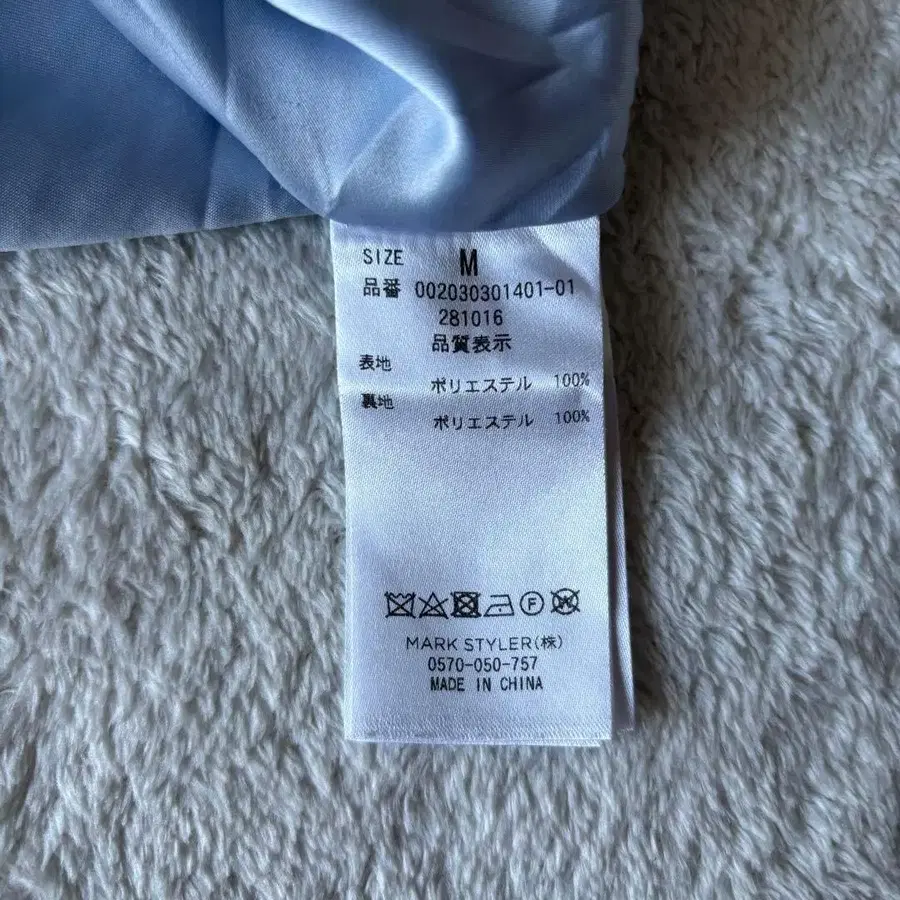 SIZE M
品番 002030301401-01
281016
品質表示
表地
ポリエステル 100%
裏地
ポリエステル 100%
F W
MARK STYLER(株)
0570-050-757
MADE IN CHINA